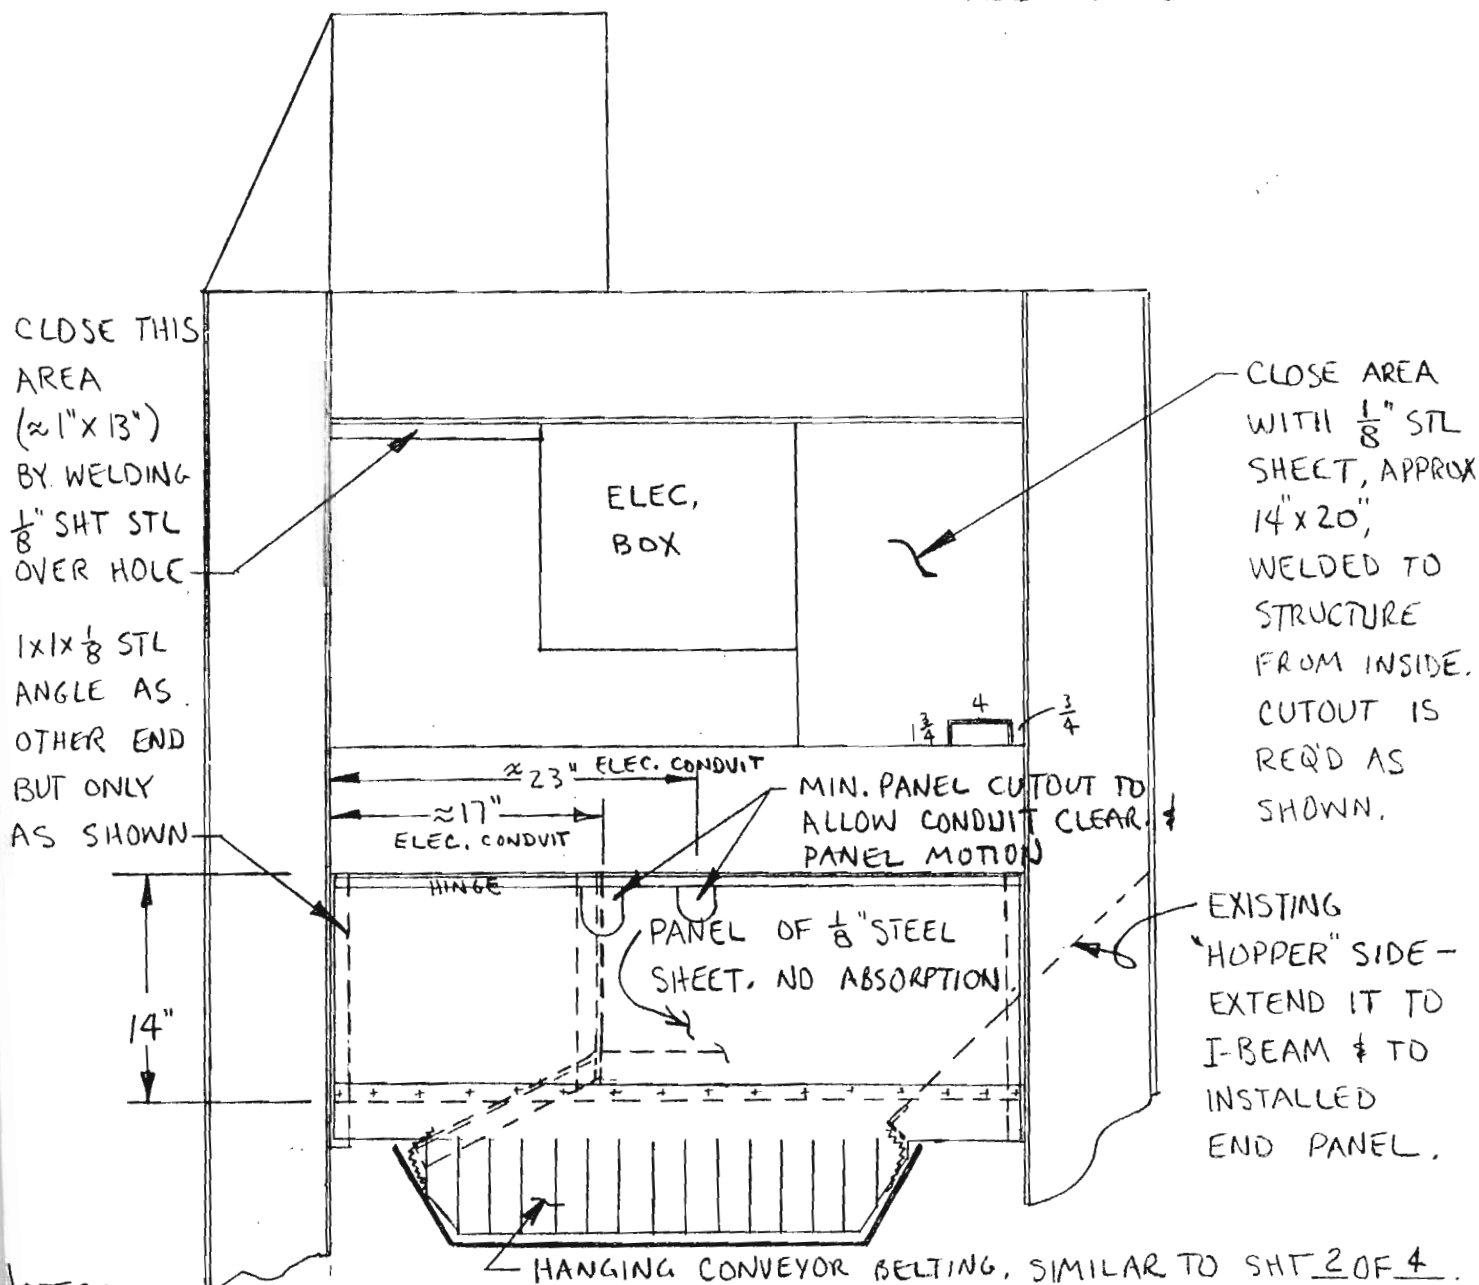 CLOSE THIS
AREA
(≈1"X 13")
BY WELDING
1/8" SHT STL
OVER HOLE
1x1x 1/8 STL
ANGLE AS
OTHER END
BUT ONLY
AS SHOWN
ELEC,
BOX
CLOSE AREA
WITH 1/8" STL
SHEET, APPROX
14"x 20",
WELDED TO
STRUCTURE
FROM INSIDE.
CUTOUT IS
REQ'D AS
SHOWN.
4
1 3/4
3/4
≈23" ELEC. CONDUIT
≈17"
ELEC. CONDUIT
MIN. PANEL CUTOUT TO
ALLOW CONDUIT CLEAR. &
PANEL MOTION
HINGE
PANEL OF 1/8" STEEL
SHEET. NO ABSORPTION.
14"
EXISTING
"HOPPER" SIDE –
EXTEND IT TO
I-BEAM & TO
INSTALLED
END PANEL.
HANGING CONVEYOR BELTING. SIMILAR TO SHT 2 OF 4.